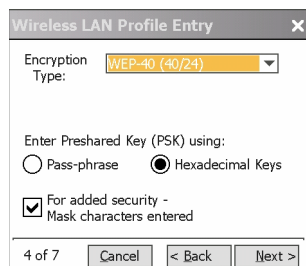 Wireless LAN Profile Entry X
Encryption Type: WEP-40 (40/24)
Enter Preshared Key (PSK) using:
Pass-phrase Hexadecimal Keys
For added security -
Mask characters entered
4 of 7 Cancel < Back Next >